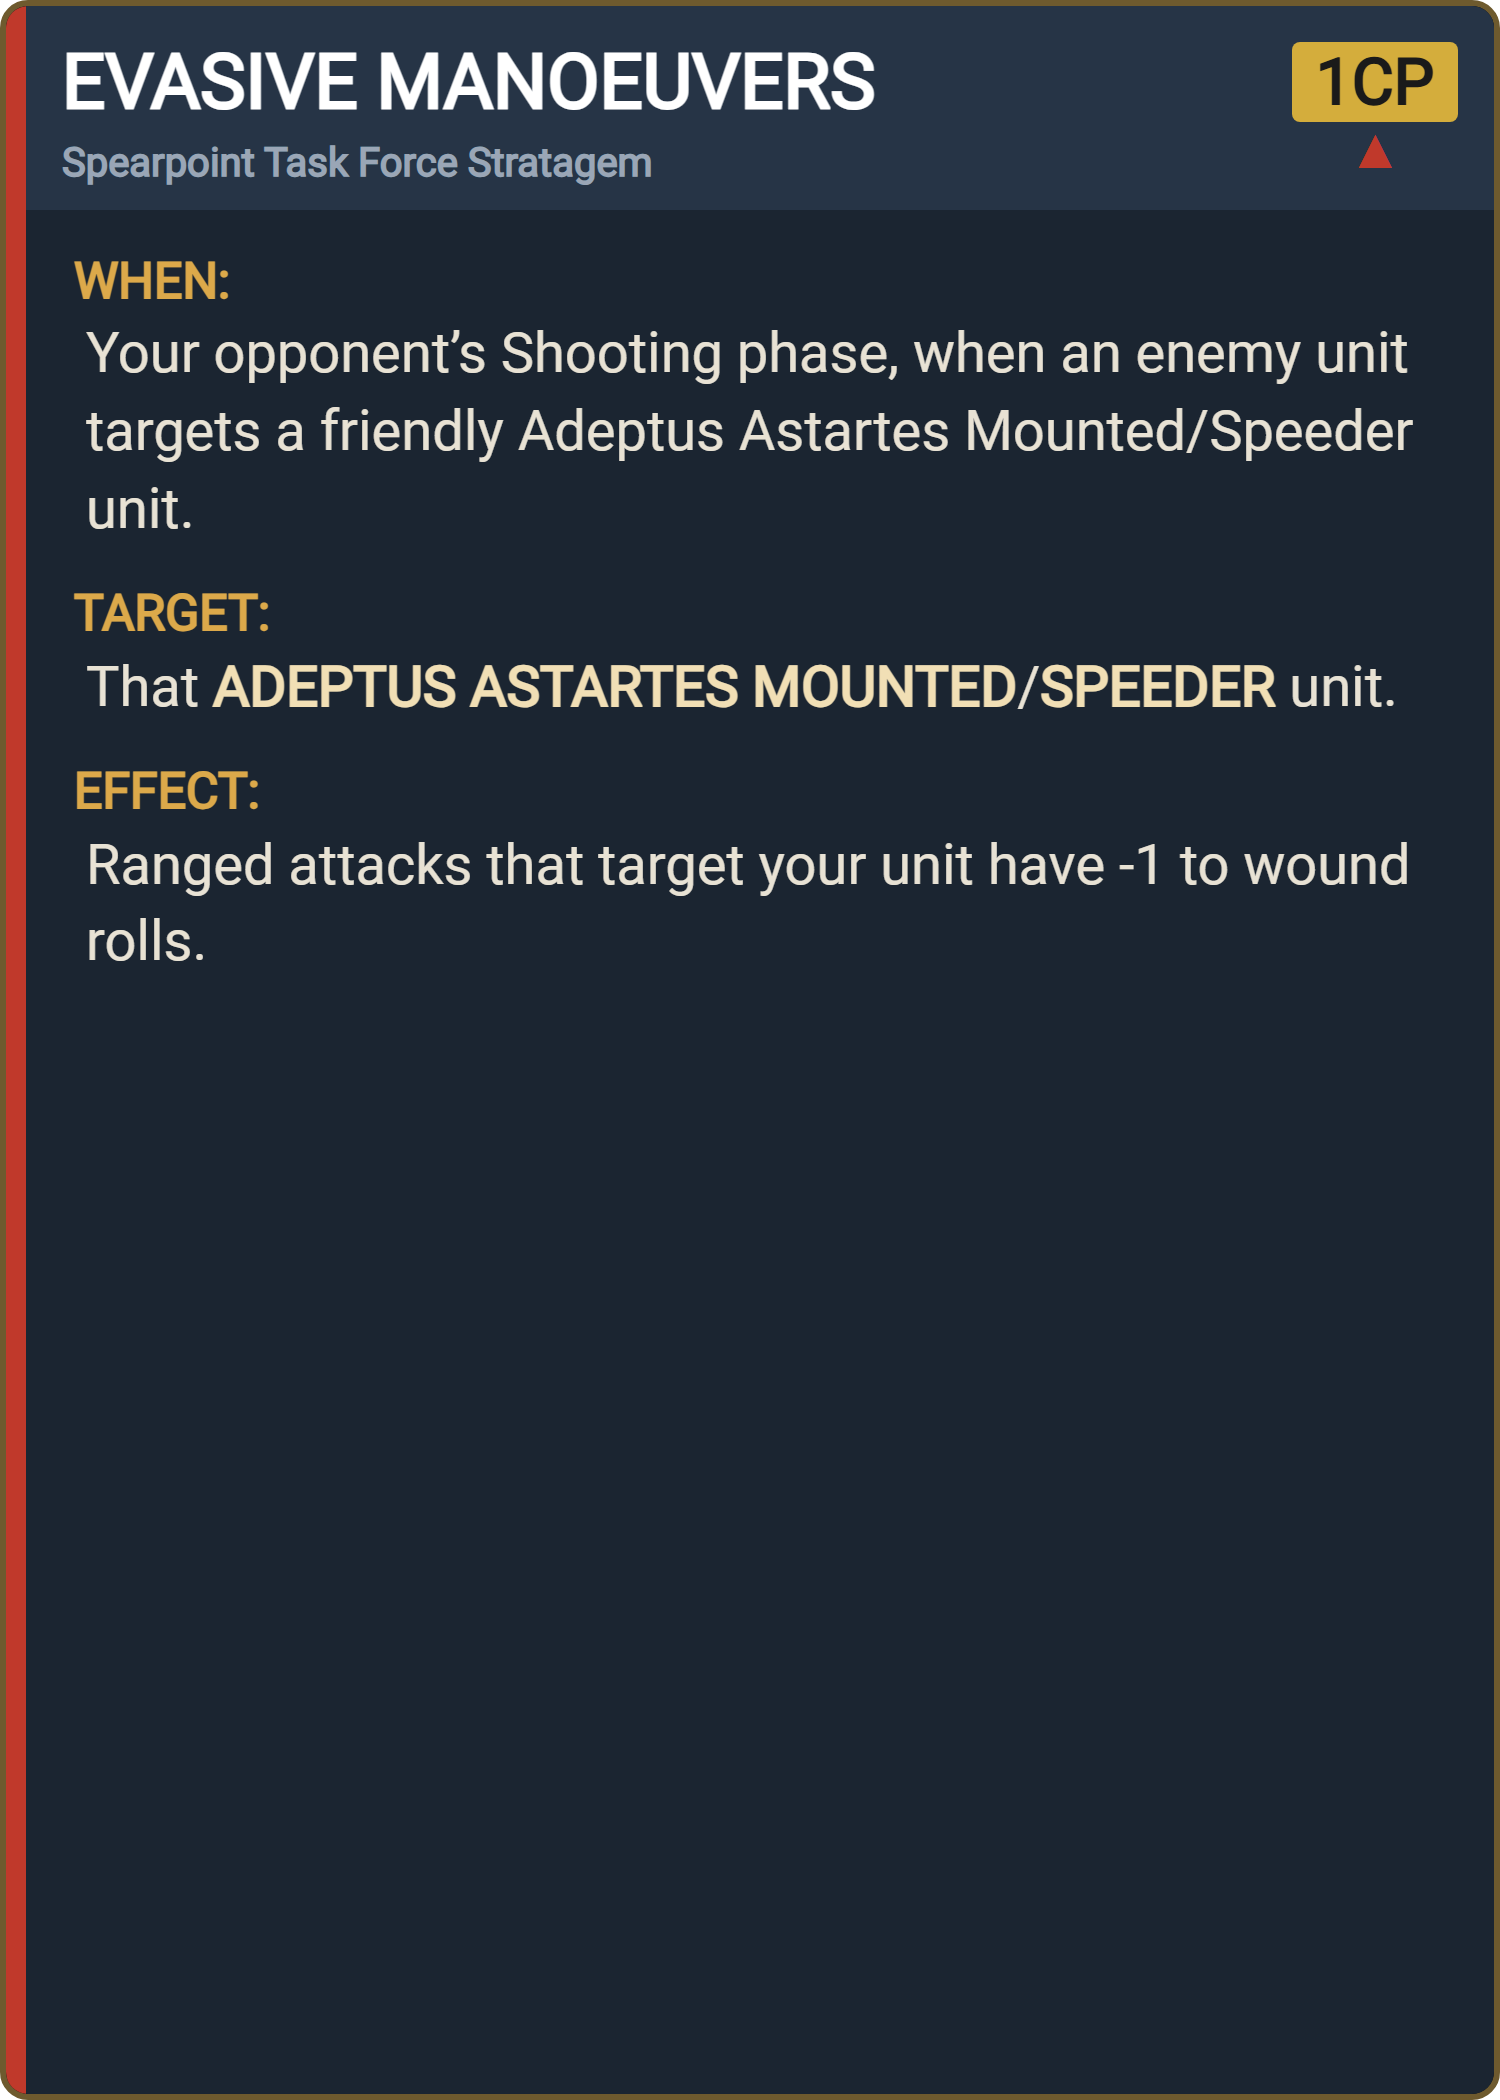 EVASIVE MANOEUVERS
1CP
Spearpoint Task Force Stratagem
WHEN:
Your opponent’s Shooting phase, when an enemy unit
targets a friendly Adeptus Astartes Mounted/Speeder
unit.
TARGET:
That ADEPTUS ASTARTES MOUNTED/SPEEDER unit.
EFFECT:
Ranged attacks that target your unit have -1 to wound
rolls.